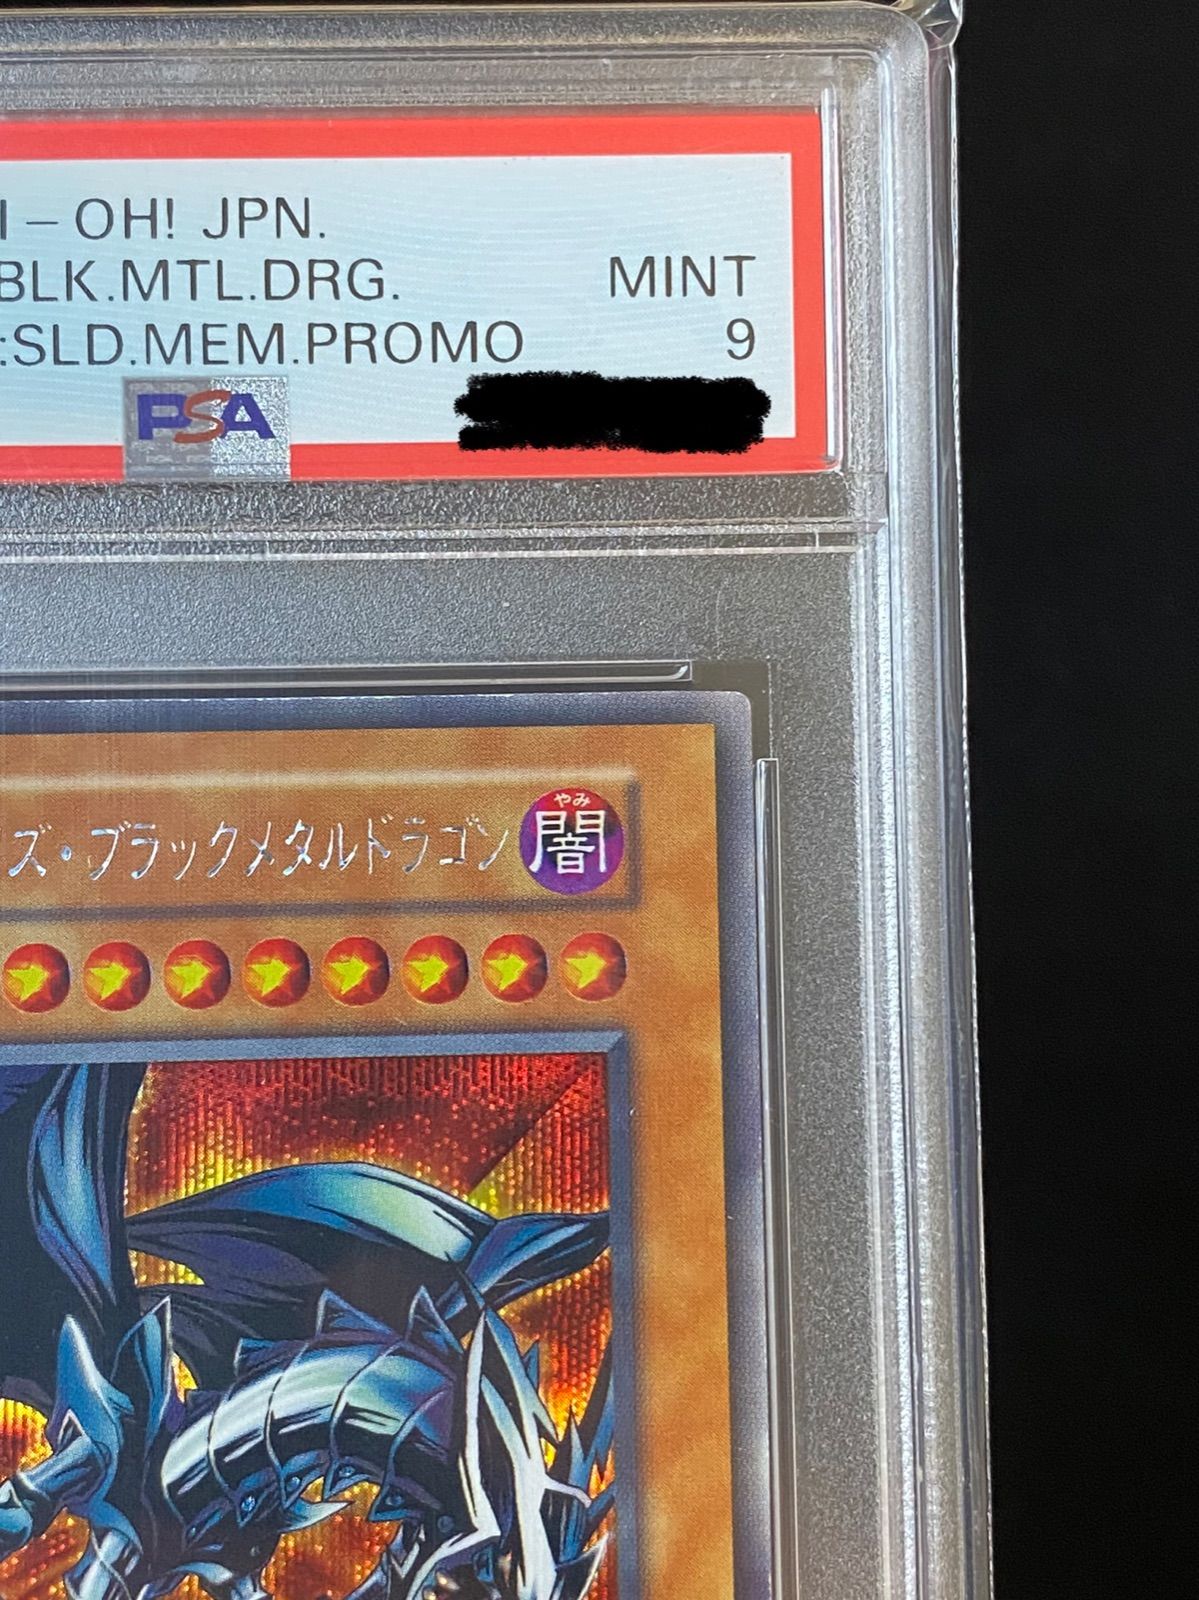 I-OH! JPN.
BLK.MTL.DRG. MINT
:SLD.MEM.PROMO 9
PSA
ズ・ブラックメタルドラゴン
やみ
闇